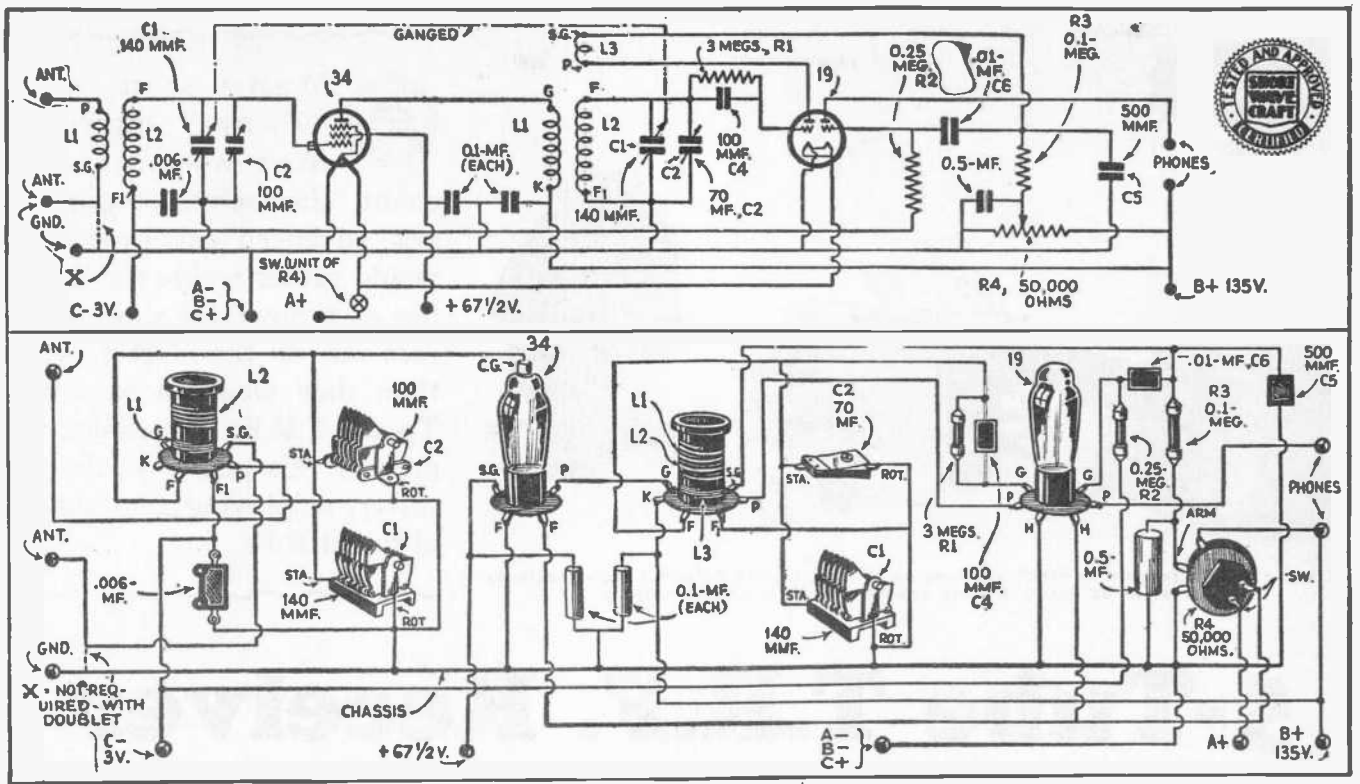 C1
140 MMF.
GANGED
S.G.
L3
P
3 MEGS., R1
0.25
MEG.
R2
.01-
MF.
C6
R3
0.1-
MEG.
TESTED AND APPROVED
SHORT
WAVE
CRAFT
ANT.
P
L1
S.G.
F
L2
F1
.006-
MF.
C2
100
MMF.
34
0.1-MF.
(EACH)
G
L1
K
F
L2
F1
C1
140 MMF.
C2
70
MF., C2
100
MMF.
C4
19
0.5-MF.
500
MMF.
C5
PHONES
ANT.
GND.
X
C-3V.
A-
B-
C+
SW.(UNIT OF
R4)
A+
+67 1/2 V.
R4, 50,000
OHMS
B+ 135V.
ANT.
L1
L2
G
S.G.
K
P
F
F1
100
MMF.
C2
STA.
ROT.
C.G.
34
S.G.
P
F
F
L1
L2
G
S.G.
K
P
F
F1
L3
C2
70
MF.
STA.
ROT.
19
G
G
P
P
H
H
.01-MF., C6
500
MMF.
C5
R3
0.1-
MEG.
0.25-
MEG.
R2
PHONES
ANT.
.006-
MF.
C1
STA.
140
MMF.
ROT.
0.1-MF.
(EACH)
C1
STA.
140
MMF.
ROT.
3 MEGS.
R1
100
MMF.
C4
0.5-
MF.
ARM
SW.
R4
50,000
OHMS.
GND.
X = NOT REQ-
UIRED-WITH
DOUBLET
CHASSIS
C-
3V.
+67 1/2 V.
A-
B-
C+
A+
B+
135V.